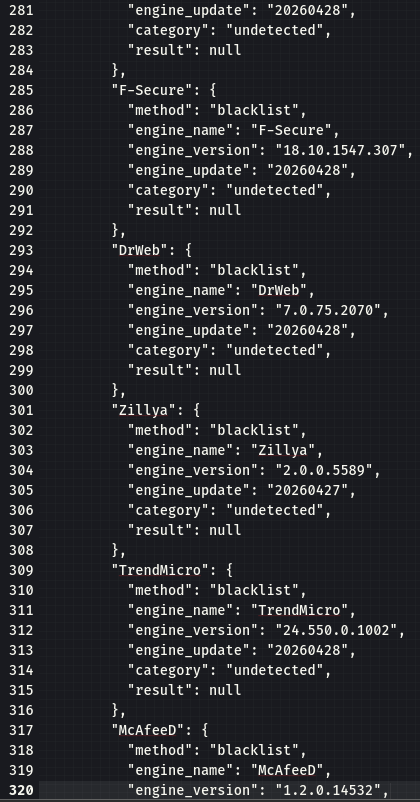 281 "engine_update": "20260428",
282 "category": "undetected",
283 "result": null
284 },
285 "F-Secure": {
286 "method": "blacklist",
287 "engine_name": "F-Secure",
288 "engine_version": "18.10.1547.307",
289 "engine_update": "20260428",
290 "category": "undetected",
291 "result": null
292 },
293 "DrWeb": {
294 "method": "blacklist",
295 "engine_name": "DrWeb",
296 "engine_version": "7.0.75.2070",
297 "engine_update": "20260428",
298 "category": "undetected",
299 "result": null
300 },
301 "Zillya": {
302 "method": "blacklist",
303 "engine_name": "Zillya",
304 "engine_version": "2.0.0.5589",
305 "engine_update": "20260427",
306 "category": "undetected",
307 "result": null
308 },
309 "TrendMicro": {
310 "method": "blacklist",
311 "engine_name": "TrendMicro",
312 "engine_version": "24.550.0.1002",
313 "engine_update": "20260428",
314 "category": "undetected",
315 "result": null
316 },
317 "McAfeeD": {
318 "method": "blacklist",
319 "engine_name": "McAfeeD",
320 "engine_version": "1.2.0.14532",